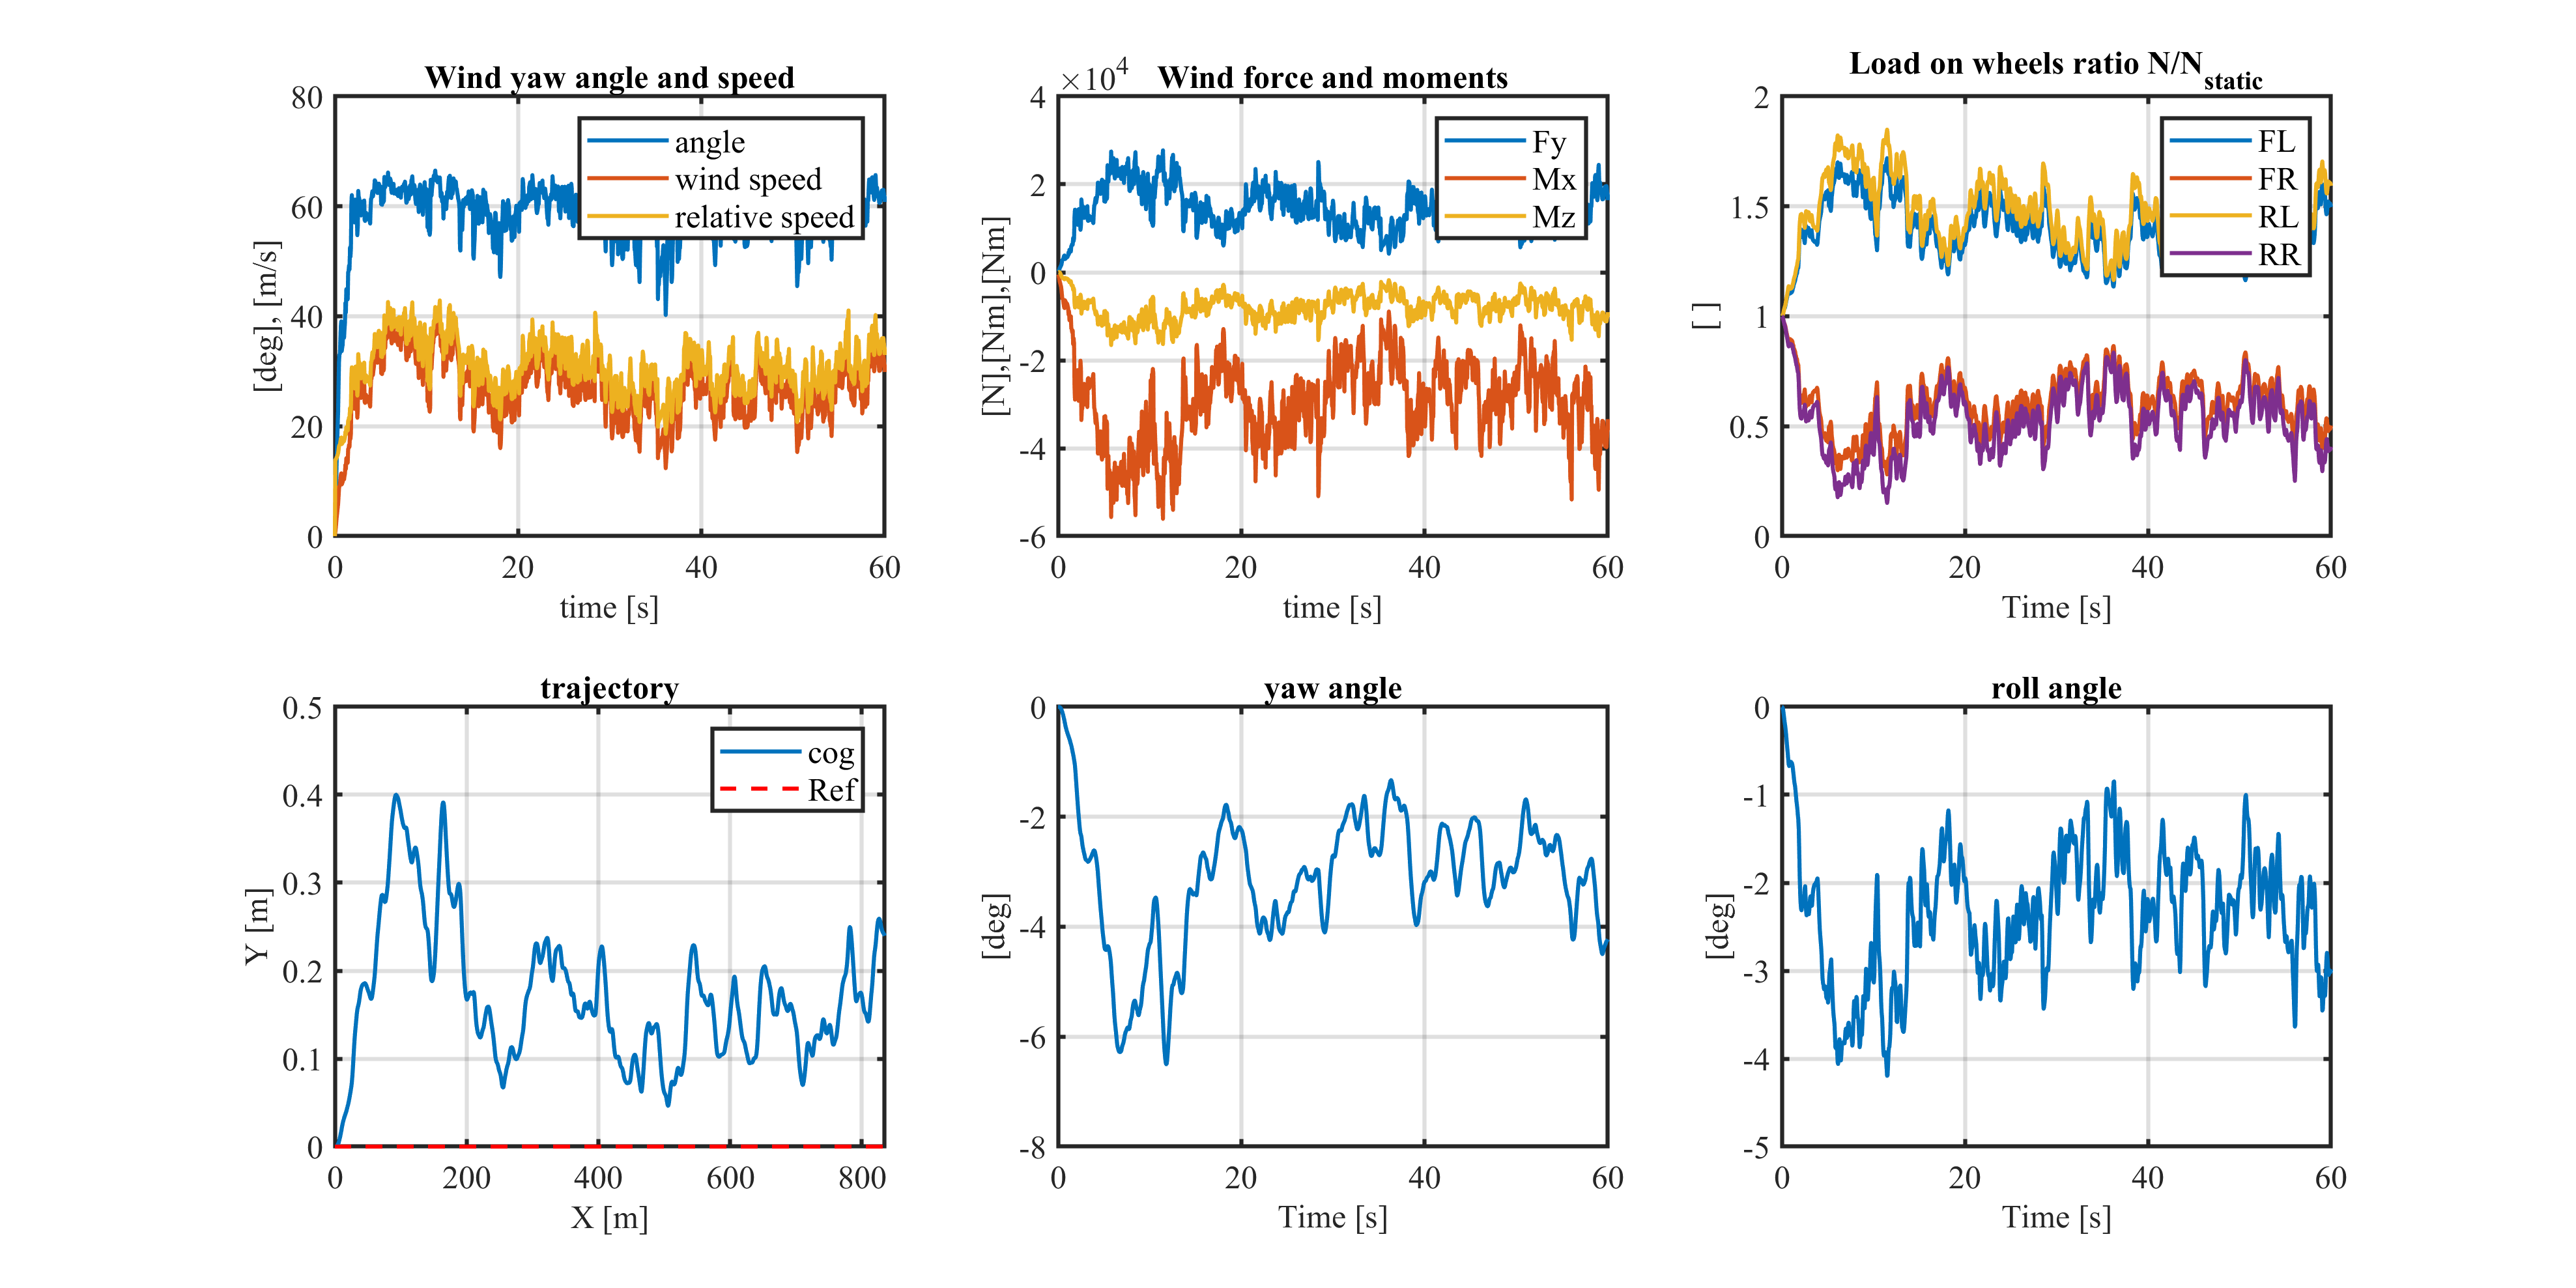 Wind yaw angle and speed
80
60
40
20
0
[deg], [m/s]
angle
wind speed
relative speed
0 20 40 60
time [s]
×10^4
Wind force and moments
4
2
0
-2
-4
-6
[N],[Nm],[Nm]
Fy
Mx
Mz
0 20 40 60
time [s]
Load on wheels ratio N/N_static
2
1.5
1
0.5
0
[ ]
FL
FR
RL
RR
0 20 40 60
Time [s]
trajectory
0.5
0.4
0.3
0.2
0.1
0
Y [m]
cog
Ref
0 200 400 600 800
X [m]
yaw angle
0
-2
-4
-6
-8
[deg]
0 20 40 60
Time [s]
roll angle
0
-1
-2
-3
-4
-5
[deg]
0 20 40 60
Time [s]